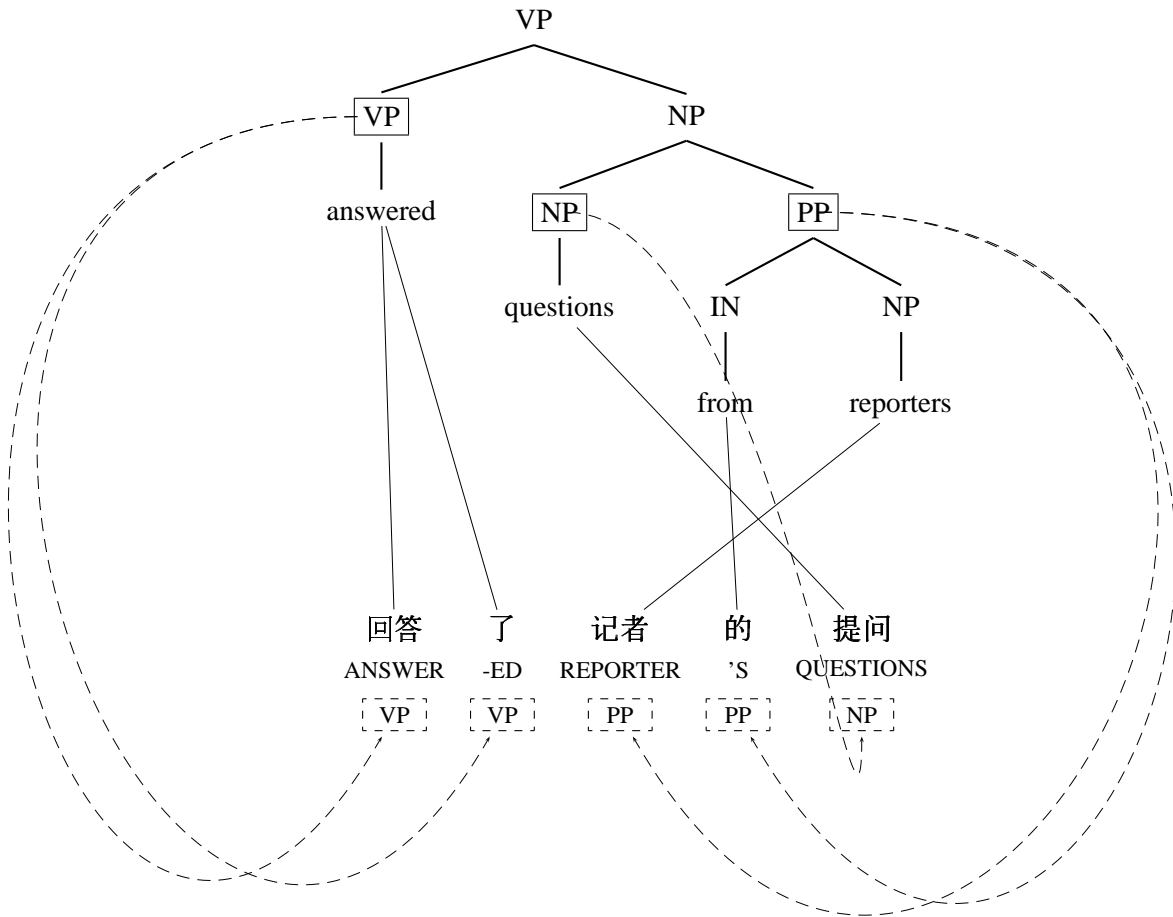 VP
VP NP
answered NP PP
questions IN NP
from reporters
回答 了 记者 的 提问
ANSWER -ED REPORTER 'S QUESTIONS
VP VP PP PP NP